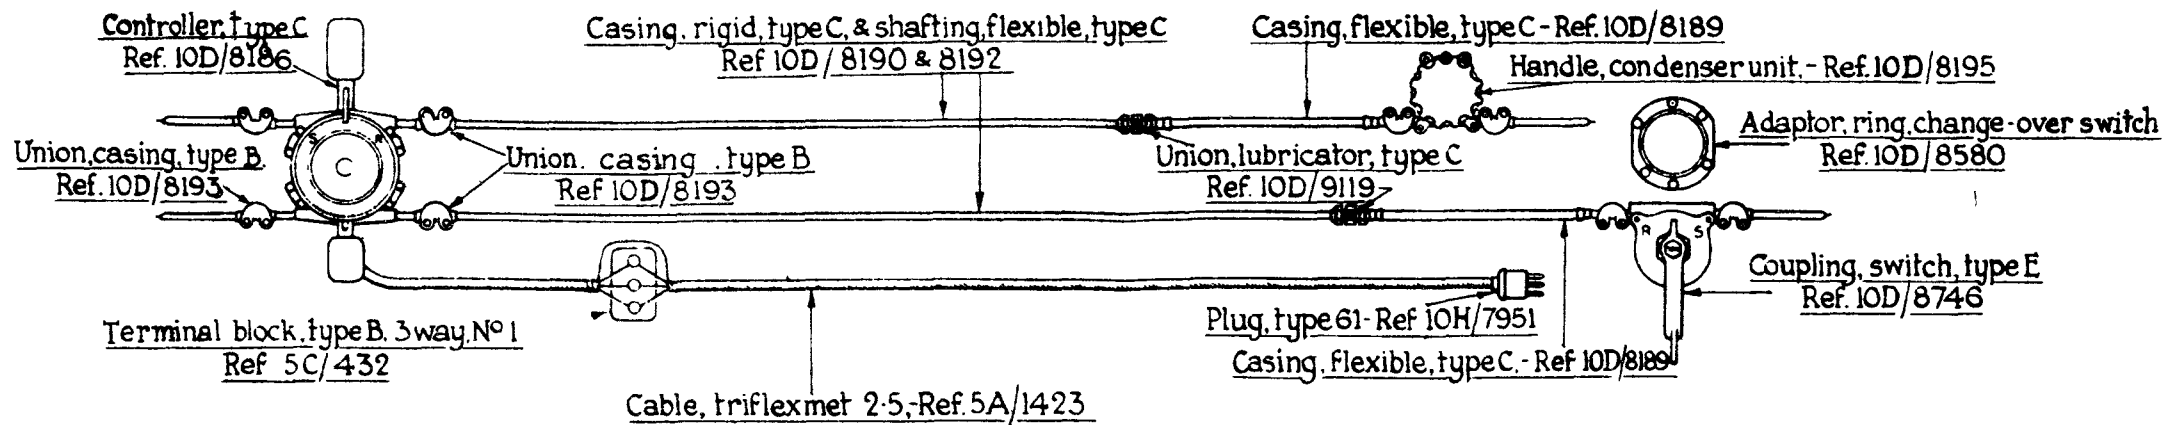 Controller, type C
Ref. 10D/8186
Casing, rigid, type C, & shafting, flexible, type C
Ref 10D/8190 & 8192
Casing, flexible, type C - Ref. 10D/8189
Handle, condenser unit, - Ref. 10D/8195
Adaptor, ring, change-over switch
Ref. 10D/8580
Union, casing, type B.
Ref. 10D/8193
Union. casing . type B
Ref 10D/8193
Union, lubricator, type C
Ref. 10D/9119
S R
C
R S
Coupling, switch, type E
Ref. 10D/8746
Plug, type 61 - Ref 10H/7951
Casing, flexible, type C. - Ref 10D/8189
Terminal block, type B. 3 way, Nº 1
Ref 5C/432
Cable, triflexmet 2·5, - Ref. 5A/1423